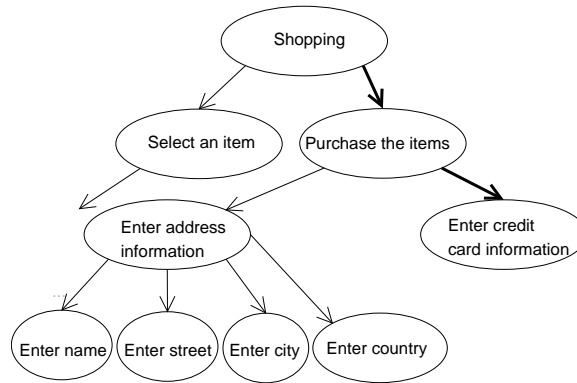 Shopping
Select an item
Purchase the items
Enter address
information
Enter credit
card information
....
Enter name
Enter street
Enter city
Enter country